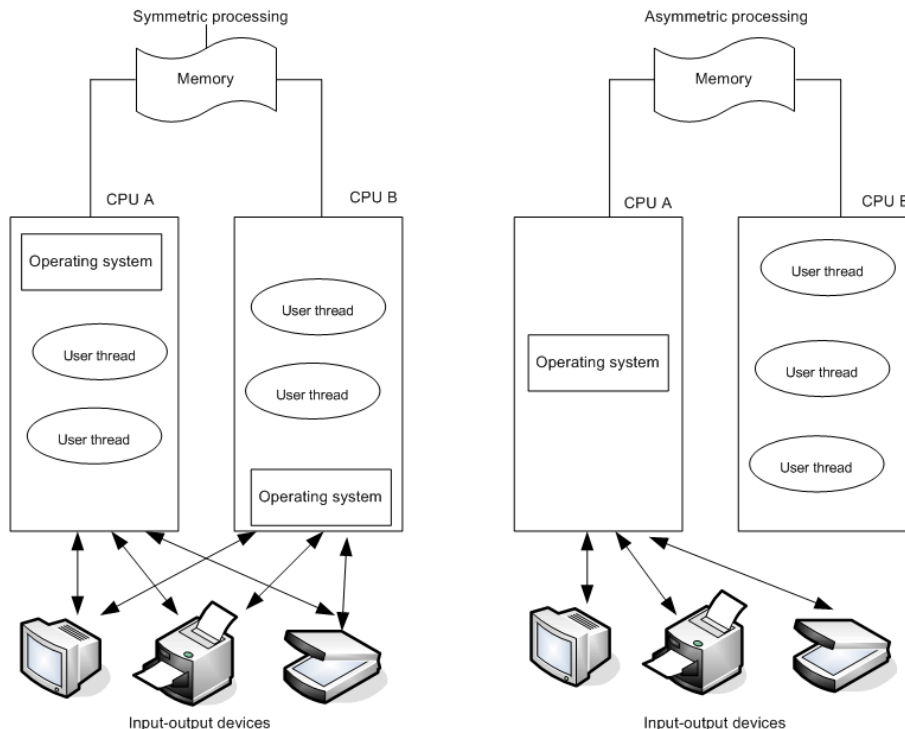 Symmetric processing
Memory
CPU A
CPU B
Operating system
User thread
User thread
User thread
User thread
Operating system
Input-output devices
Asymmetric processing
Memory
CPU A
CPU B
Operating system
User thread
User thread
User thread
Input-output devices